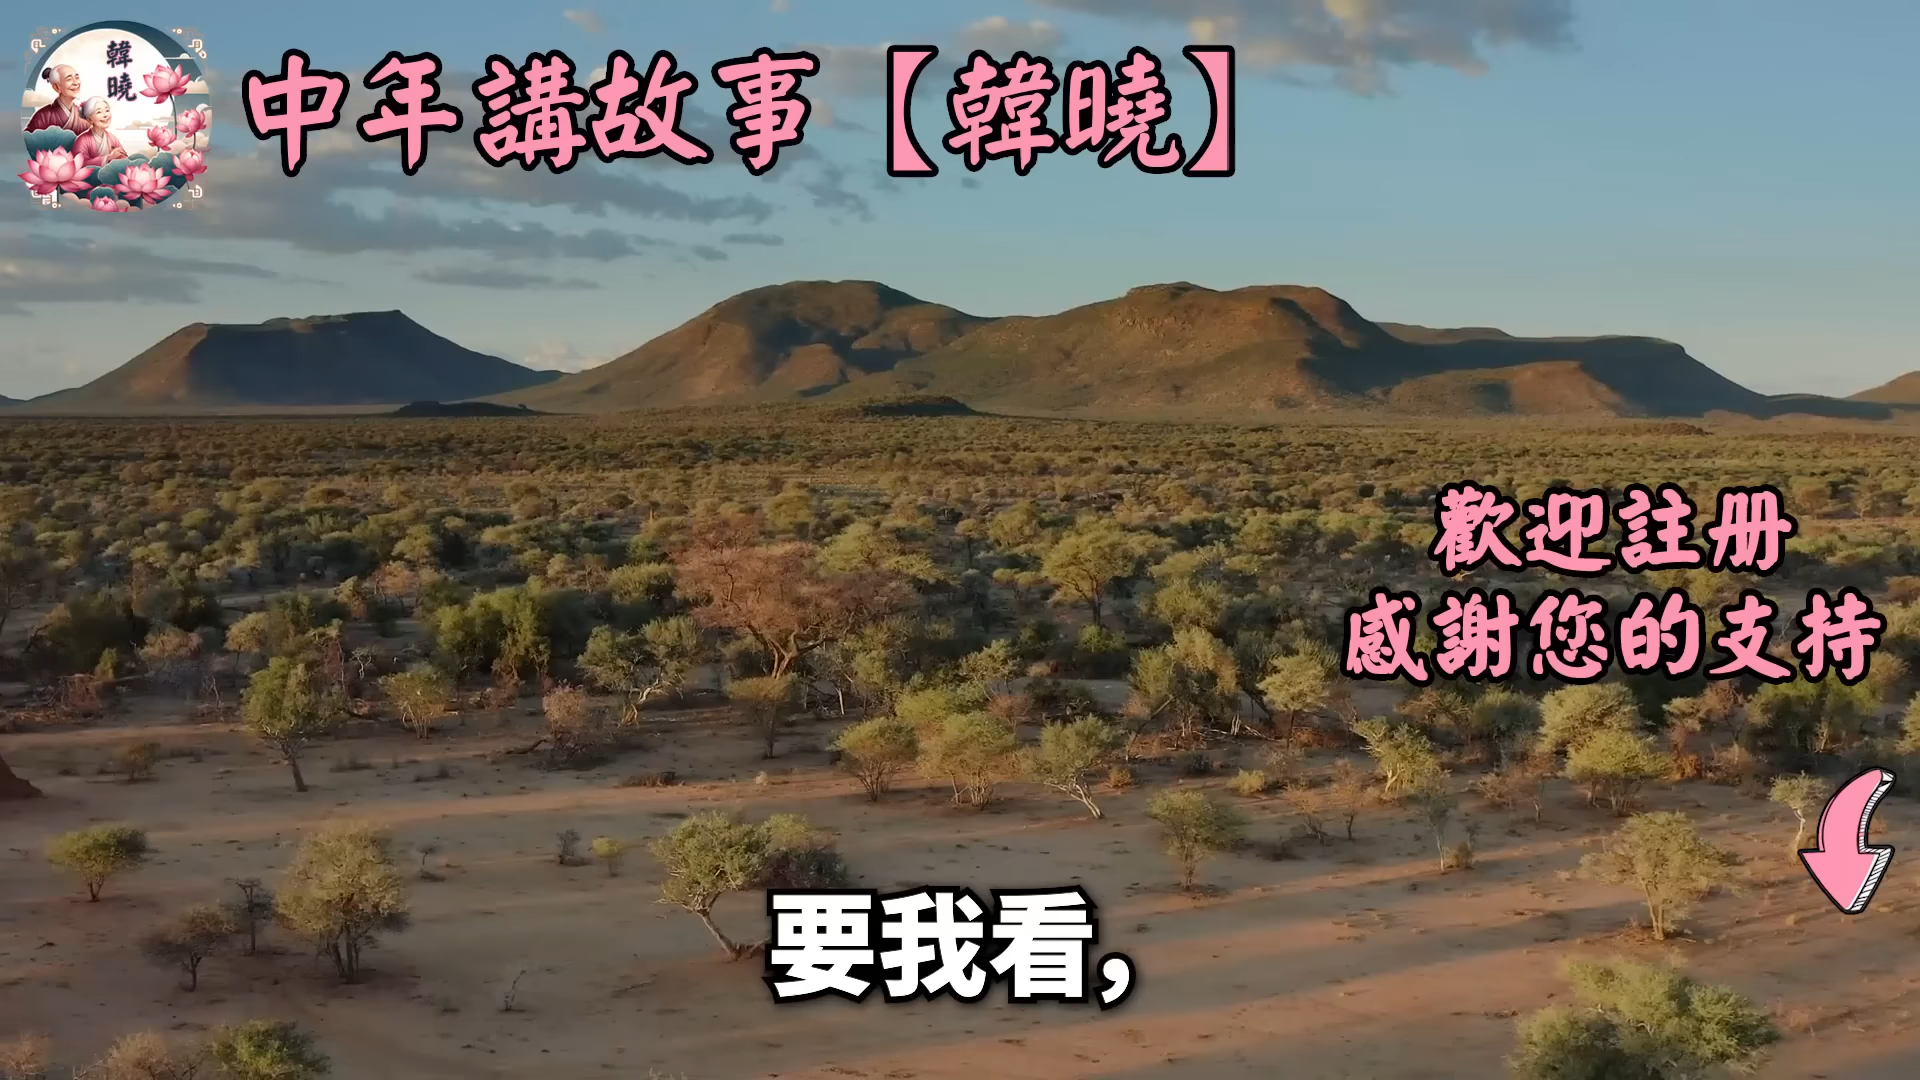 韓曉
中年講故事【韓曉】
歡迎註册
感謝您的支持
要我看,